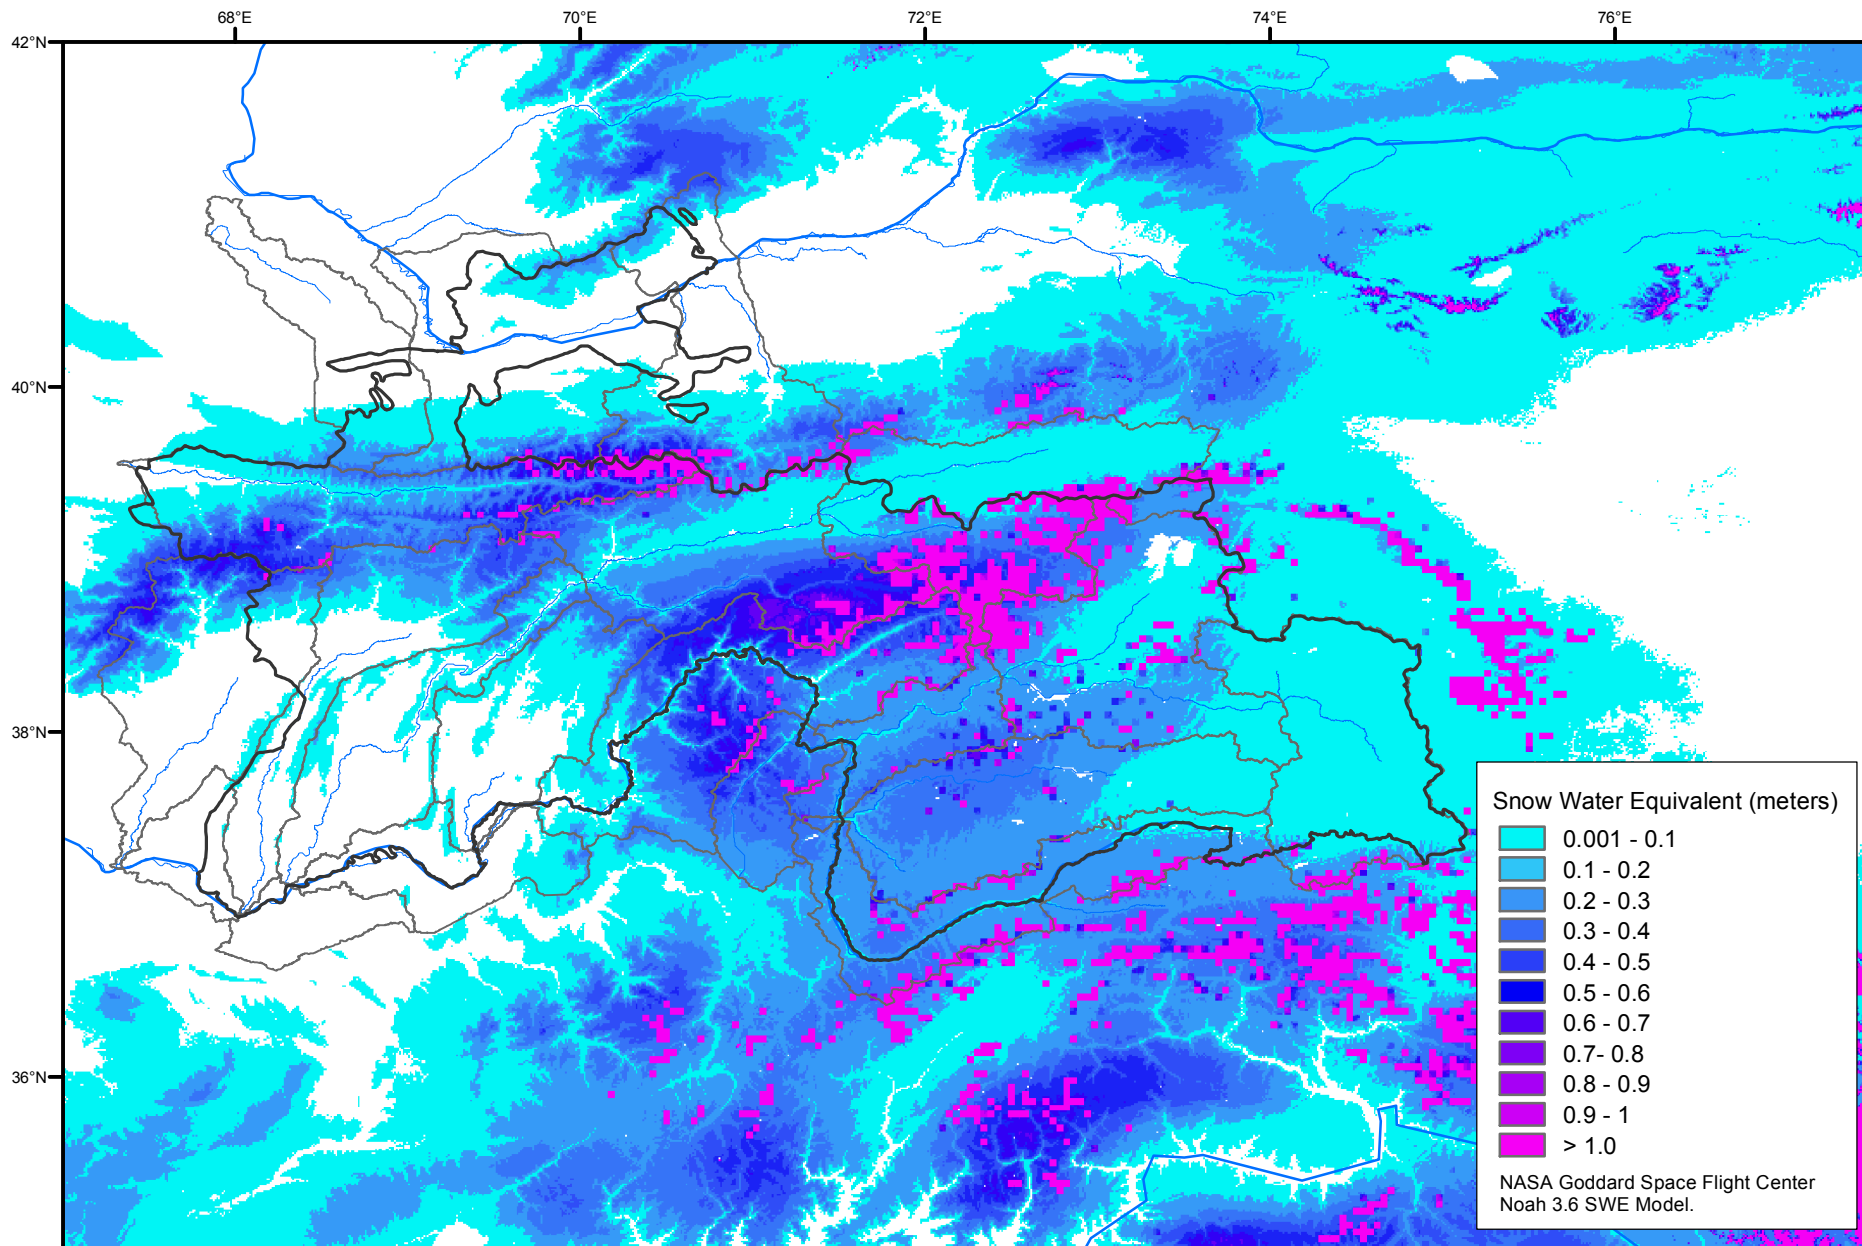 68°E 70°E 72°E 74°E 76°E
42°N
40°N
38°N
36°N
Snow Water Equivalent (meters)
0.001 - 0.1
0.1 - 0.2
0.2 - 0.3
0.3 - 0.4
0.4 - 0.5
0.5 - 0.6
0.6 - 0.7
0.7- 0.8
0.8 - 0.9
0.9 - 1
> 1.0
NASA Goddard Space Flight Center
Noah 3.6 SWE Model.